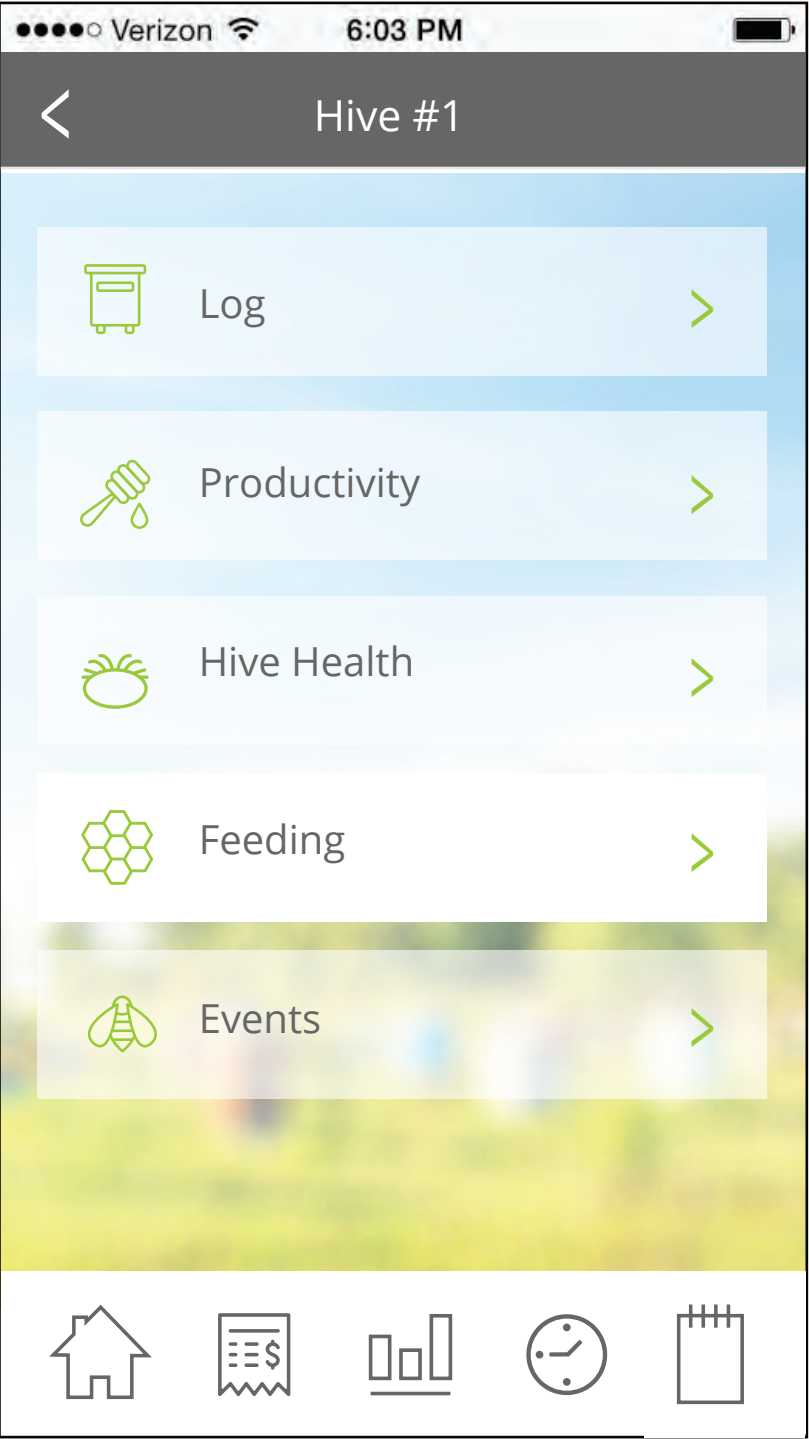 Verizon 6:03 PM
Hive #1
Log
Productivity
Hive Health
Feeding
Events
$